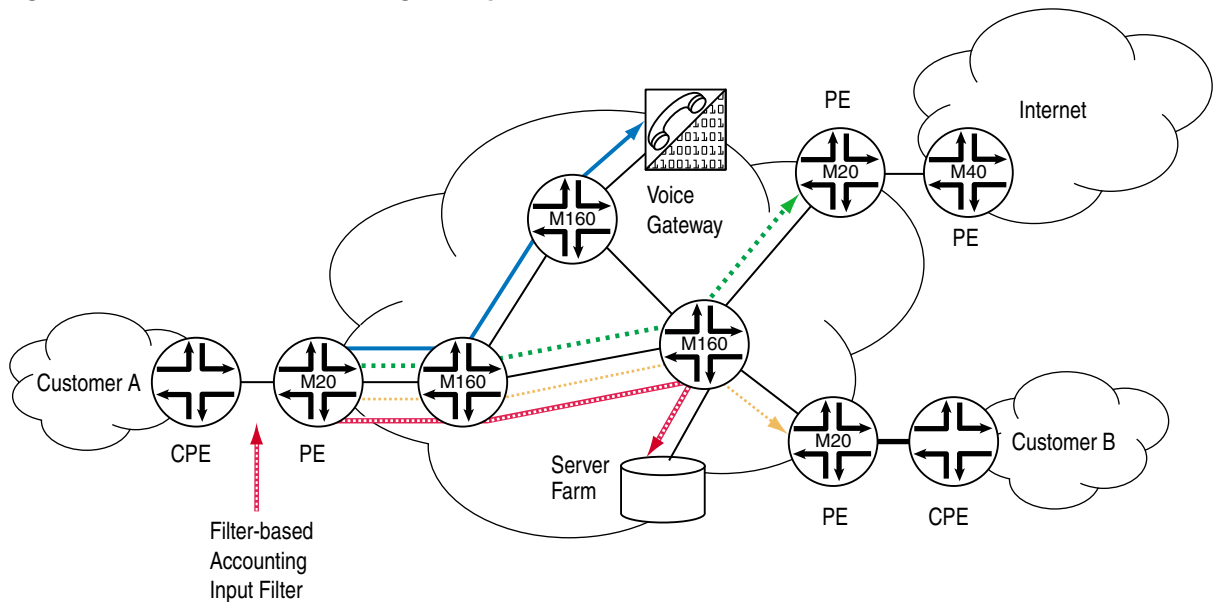 PE
Internet
M20
M40
Voice
Gateway
PE
M160
M160
Customer A
M20
M160
CPE
PE
Server
Farm
M20
Customer B
PE
CPE
Filter-based
Accounting
Input Filter